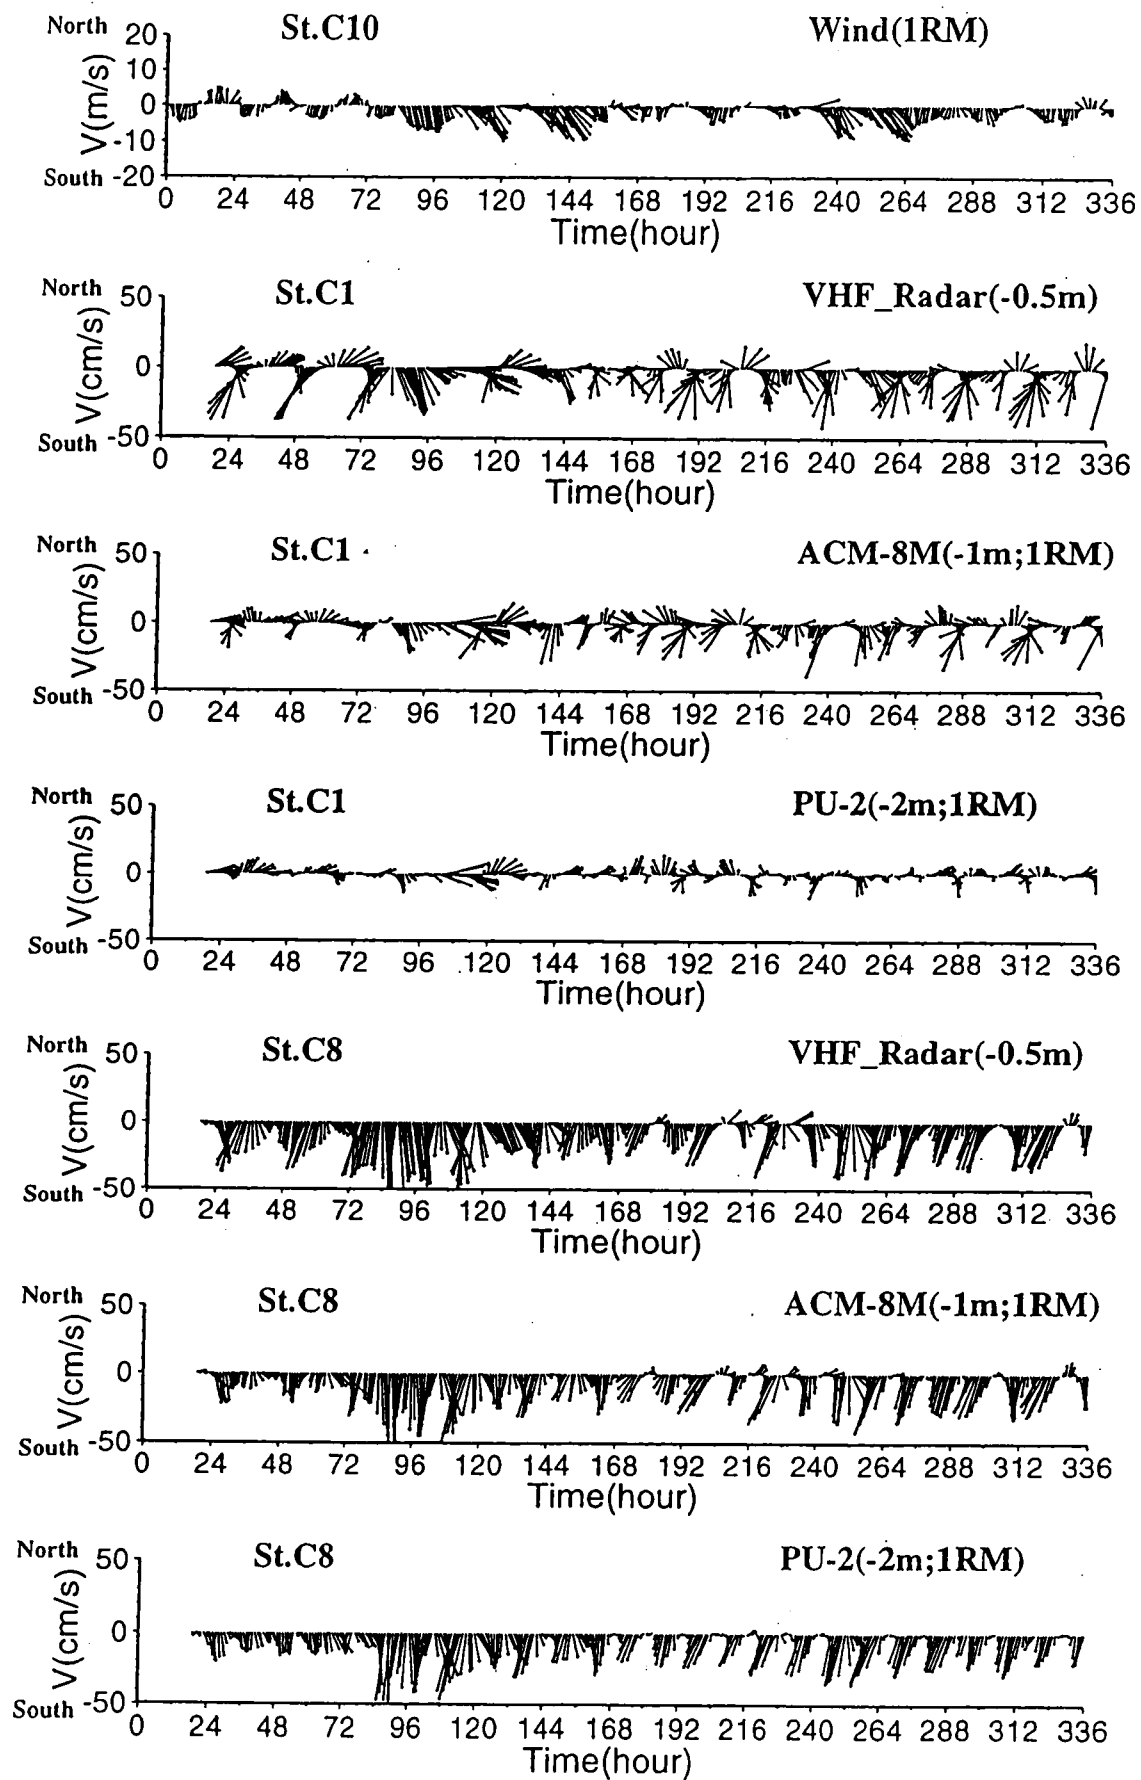 North 20 St.C10 Wind(1RM)
10
V(m/s) 0
-10
South -20
0 24 48 72 96 120 144 168 192 216 240 264 288 312 336
Time(hour)
North 50 St.C1 VHF_Radar(-0.5m)
V(cm/s) 0
South -50
0 24 48 72 96 120 144 168 192 216 240 264 288 312 336
Time(hour)
North 50 St.C1 ACM-8M(-1m;1RM)
V(cm/s) 0
South -50
0 24 48 72 96 120 144 168 192 216 240 264 288 312 336
Time(hour)
North 50 St.C1 PU-2(-2m;1RM)
V(cm/s) 0
South -50
0 24 48 72 96 120 144 168 192 216 240 264 288 312 336
Time(hour)
North 50 St.C8 VHF_Radar(-0.5m)
V(cm/s) 0
South -50
0 24 48 72 96 120 144 168 192 216 240 264 288 312 336
Time(hour)
North 50 St.C8 ACM-8M(-1m;1RM)
V(cm/s) 0
South -50
0 24 48 72 96 120 144 168 192 216 240 264 288 312 336
Time(hour)
North 50 St.C8 PU-2(-2m;1RM)
V(cm/s) 0
South -50
0 24 48 72 96 120 144 168 192 216 240 264 288 312 336
Time(hour)